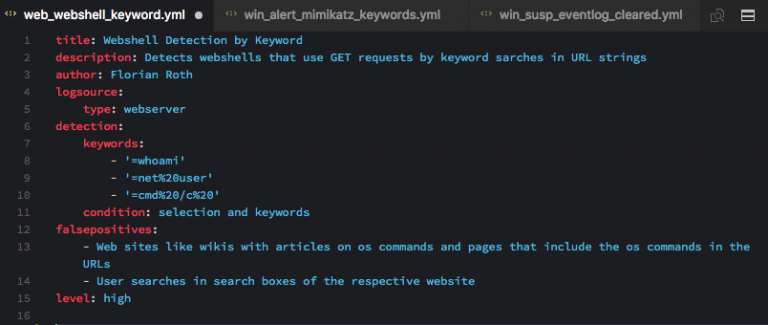 web_webshell_keyword.yml win_alert_mimikatz_keywords.yml win_susp_eventlog_cleared.yml
1 title: Webshell Detection by Keyword
2 description: Detects webshells that use GET requests by keyword sarches in URL strings
3 author: Florian Roth
4 logsource:
5 type: webserver
6 detection:
7 keywords:
8 - '=whoami'
9 - '=net%20user'
10 - '=cmd%20/c%20'
11 condition: selection and keywords
12 falsepositives:
13 - Web sites like wikis with articles on os commands and pages that include the os commands in the
URLs
14 - User searches in search boxes of the respective website
15 level: high
16